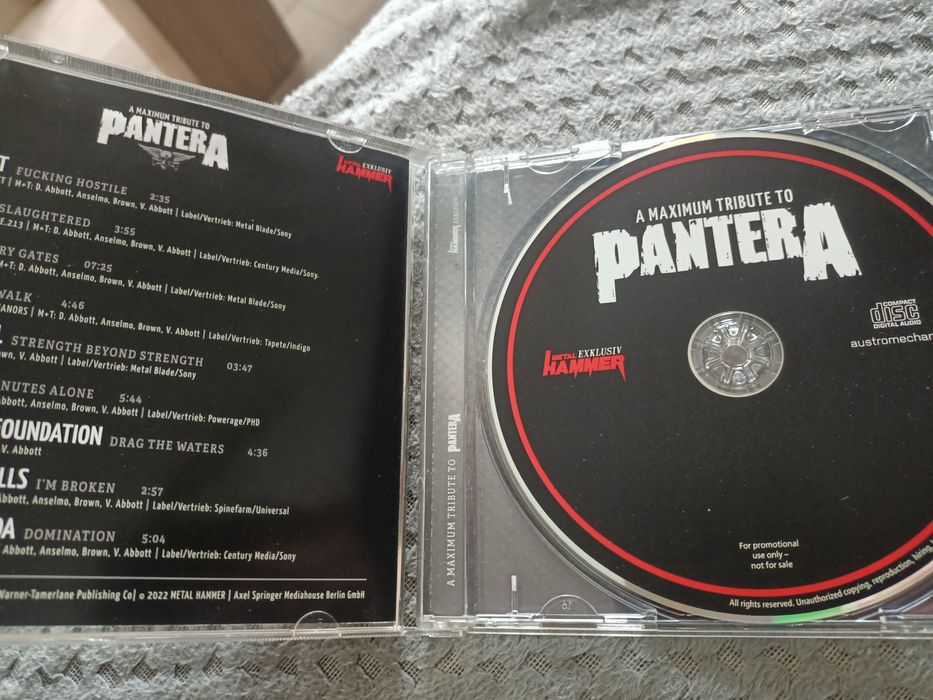 A MAXIMUM TRIBUTE TO
PANTERA
METAL HAMMER EXKLUSIV
T FUCKING HOSTILE 2:35
T | M+T: D. Abbott, Anselmo, Brown, V. Abbott | Label/Vertrieb: Metal Blade/Sony
SLAUGHTERED 3:55
E.213 | M+T: D. Abbott, Anselmo, Brown, V. Abbott | Label/Vertrieb: Century Media/Sony.
RY GATES 07:25
M+T: D. Abbott, Anselmo, Brown, V. Abbott | Label/Vertrieb: Metal Blade/Sony
WALK 4:46
EANORS | M+T: D. Abbott, Anselmo, Brown, V. Abbott | Label/Vertrieb: Tapete/Indigo
STRENGTH BEYOND STRENGTH 03:47
wn, V. Abbott | Label/Vertrieb: Metal Blade/Sony
NUTES ALONE 5:44
bbott, Anselmo, Brown, V. Abbott | Label/Vertrieb: Powerage/PHD
FOUNDATION DRAG THE WATERS 4:36
V. Abbott
LLS I'M BROKEN 2:57
Abbott, Anselmo, Brown, V. Abbott | Label/Vertrieb: Spinefarm/Universal
DA DOMINATION 5:04
Abbott, Anselmo, Brown, V. Abbott | Label/Vertrieb: Century Media/Sony
Warner-Tamerlane Publishing Co| © 2022 METAL HAMMER | Axel Springer Mediahouse Berlin GmbH
METAL HAMMER EXKLUSIV
A MAXIMUM TRIBUTE TO PANTERA
A MAXIMUM TRIBUTE TO
PANTERA
COMPACT
disc
DIGITAL AUDIO
austromechan
METAL HAMMER EXKLUSIV
For promotional
use only –
not for sale
All rights reserved. Unauthorized copying, reproduction, hiring,